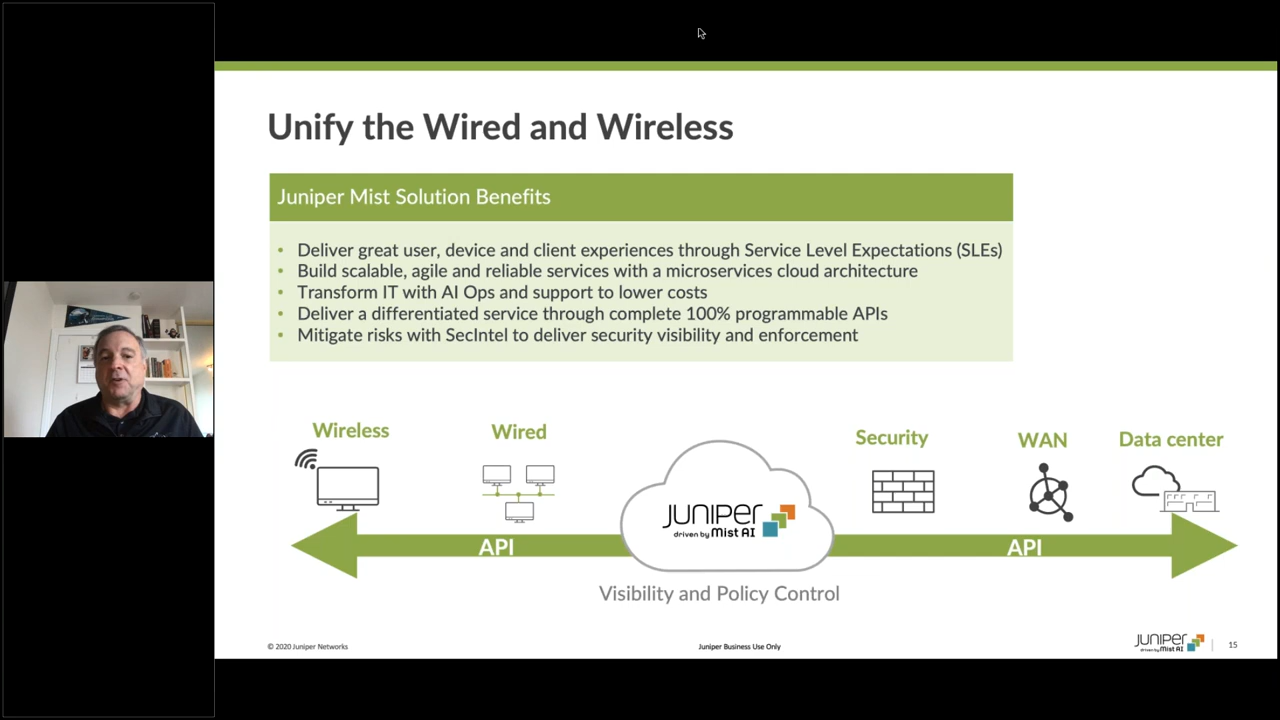 Unify the Wired and Wireless
Juniper Mist Solution Benefits
• Deliver great user, device and client experiences through Service Level Expectations (SLEs)
• Build scalable, agile and reliable services with a microservices cloud architecture
• Transform IT with AI Ops and support to lower costs
• Deliver a differentiated service through complete 100% programmable APIs
• Mitigate risks with SecIntel to deliver security visibility and enforcement
Wireless
Wired
Security
WAN
Data center
JUNIPEr
driven by Mist AI
API
API
Visibility and Policy Control
© 2020 Juniper Networks
Juniper Business Use Only
JUNIPEr
driven by Mist AI
15